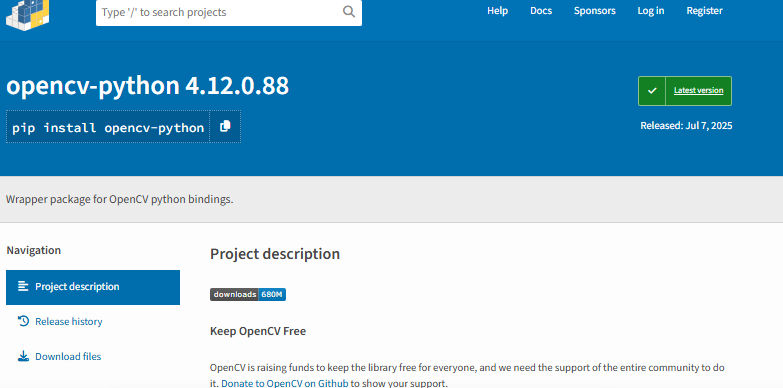 Type '/' to search projects
Help Docs Sponsors Log in Register
opencv-python 4.12.0.88
Latest version
pip install opencv-python
Released: Jul 7, 2025
Wrapper package for OpenCV python bindings.
Navigation
Project description
Release history
Download files
Project description
downloads 680M
Keep OpenCV Free
OpenCV is raising funds to keep the library free for everyone, and we need the support of the entire community to do
it. Donate to OpenCV on Github to show your support.